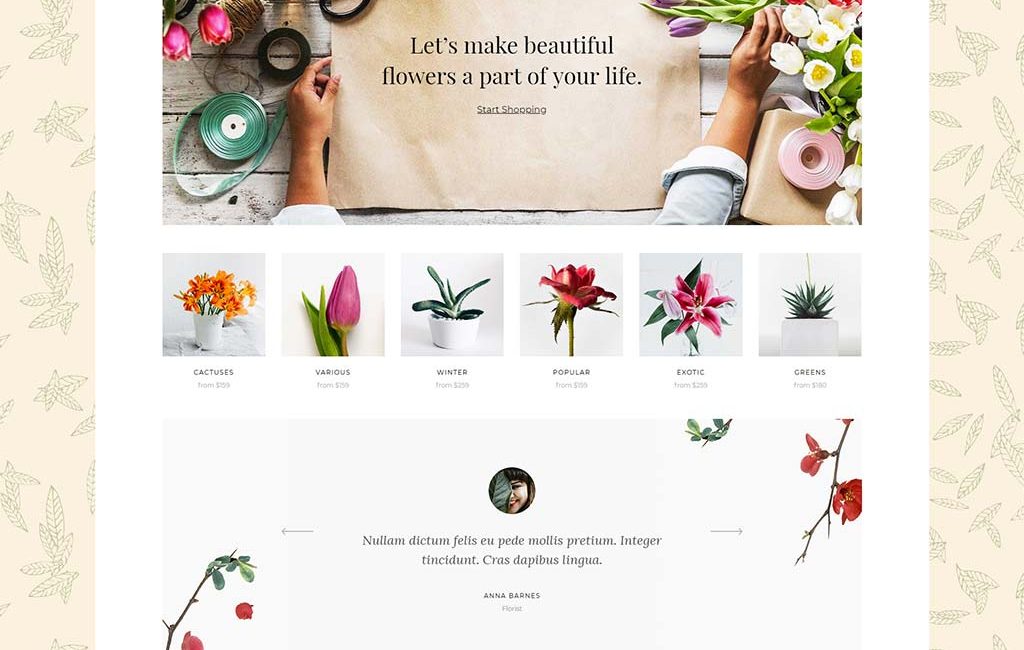 Let’s make beautiful
flowers a part of your life.
Start Shopping
CACTUSES
from $159
VARIOUS
from $159
WINTER
from $259
POPULAR
from $159
EXOTIC
from $259
GREENS
from $180
Nullam dictum felis eu pede mollis pretium. Integer
tincidunt. Cras dapibus lingua.
ANNA BARNES
Florist